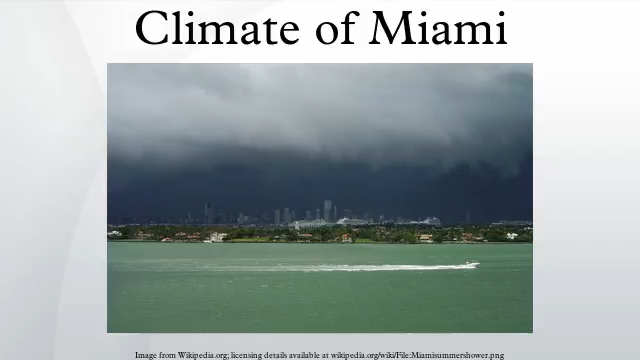 Climate of Miami
Image from Wikipedia.org; licensing details available at wikipedia.org/wiki/File:Miamisummershower.png